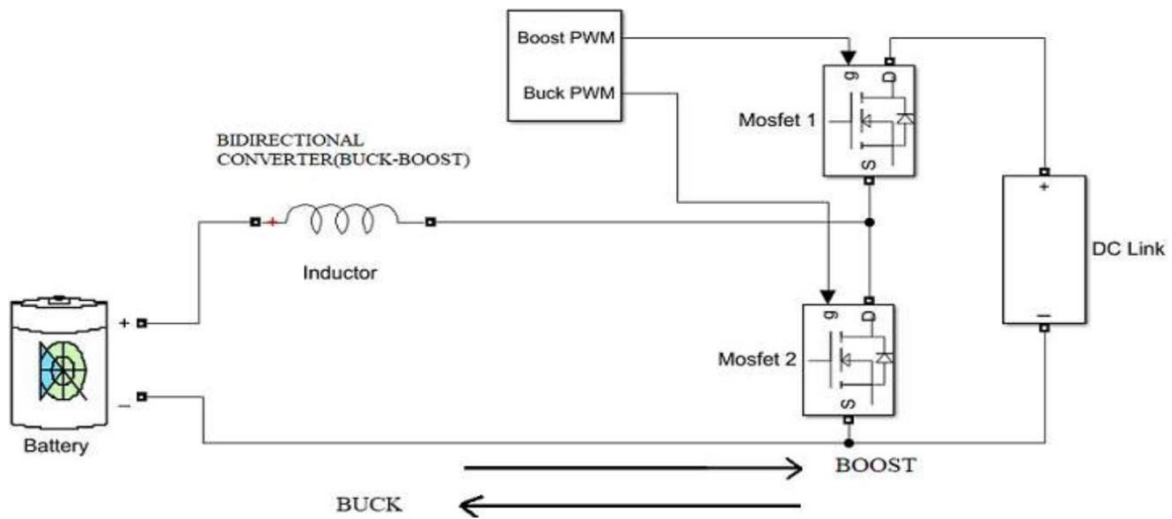 Boost PWM
Buck PWM
g
D
Mosfet 1
S
BIDIRECTIONAL
CONVERTER(BUCK-BOOST)
+
Inductor
+
DC Link
–
g
D
Mosfet 2
S
+
–
Battery
BOOST
BUCK